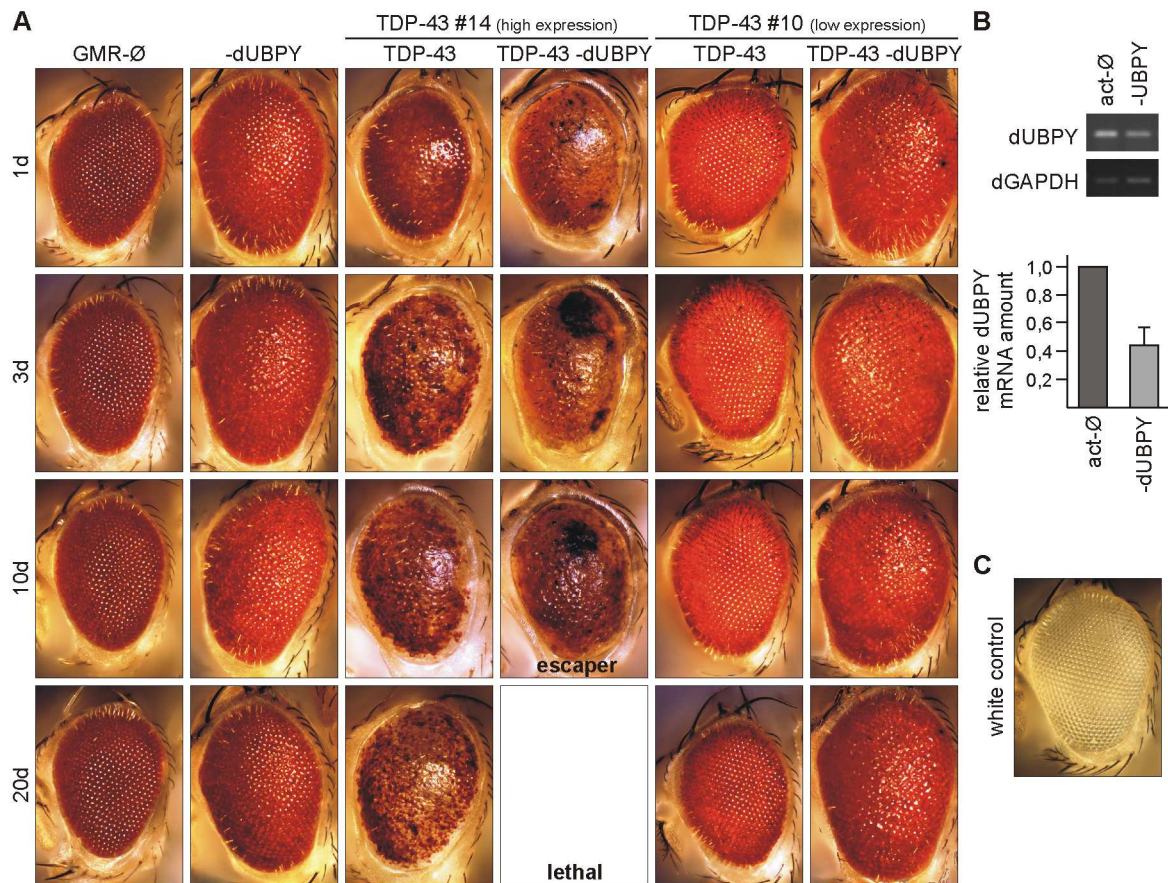 A
TDP-43 #14 (high expression)
TDP-43 #10 (low expression)
GMR-Ø
-dUBPY
TDP-43
TDP-43 -dUBPY
TDP-43
TDP-43 -dUBPY
1d
3d
10d
escaper
20d
lethal
B
act-Ø
-UBPY
dUBPY
dGAPDH
relative dUBPY
mRNA amount
1,0
0,8
0,6
0,4
0,2
act-Ø
-dUBPY
C
white control